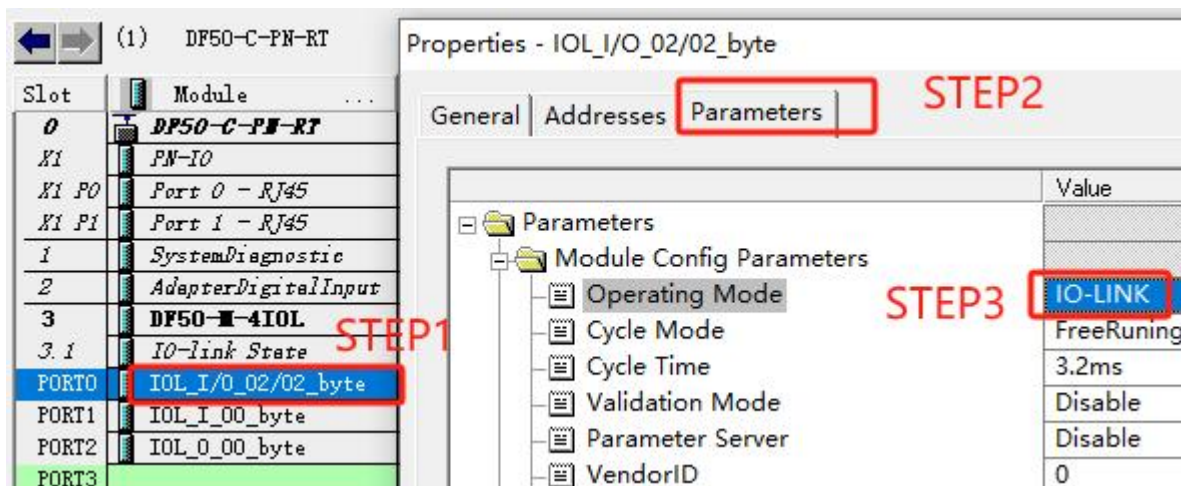 (1) DF50-C-PN-RT
Slot Module ...
0 DF50-C-PN-RT
X1 PN-IO
X1 P0 Port 0 - RJ45
X1 P1 Port 1 - RJ45
1 SystemDiagnostic
2 AdapterDigitalInput
3 DF50-M-4IOL
3.1 IO-link State
STEP1
PORT0 IOL_I/O_02/02_byte
PORT1 IOL_I_00_byte
PORT2 IOL_O_00_byte
PORT3
Properties - IOL_I/O_02/02_byte
General Addresses Parameters
STEP2
Value
Parameters
Module Config Parameters
Operating Mode STEP3 IO-LINK
Cycle Mode FreeRuning
Cycle Time 3.2ms
Validation Mode Disable
Parameter Server Disable
VendorID 0